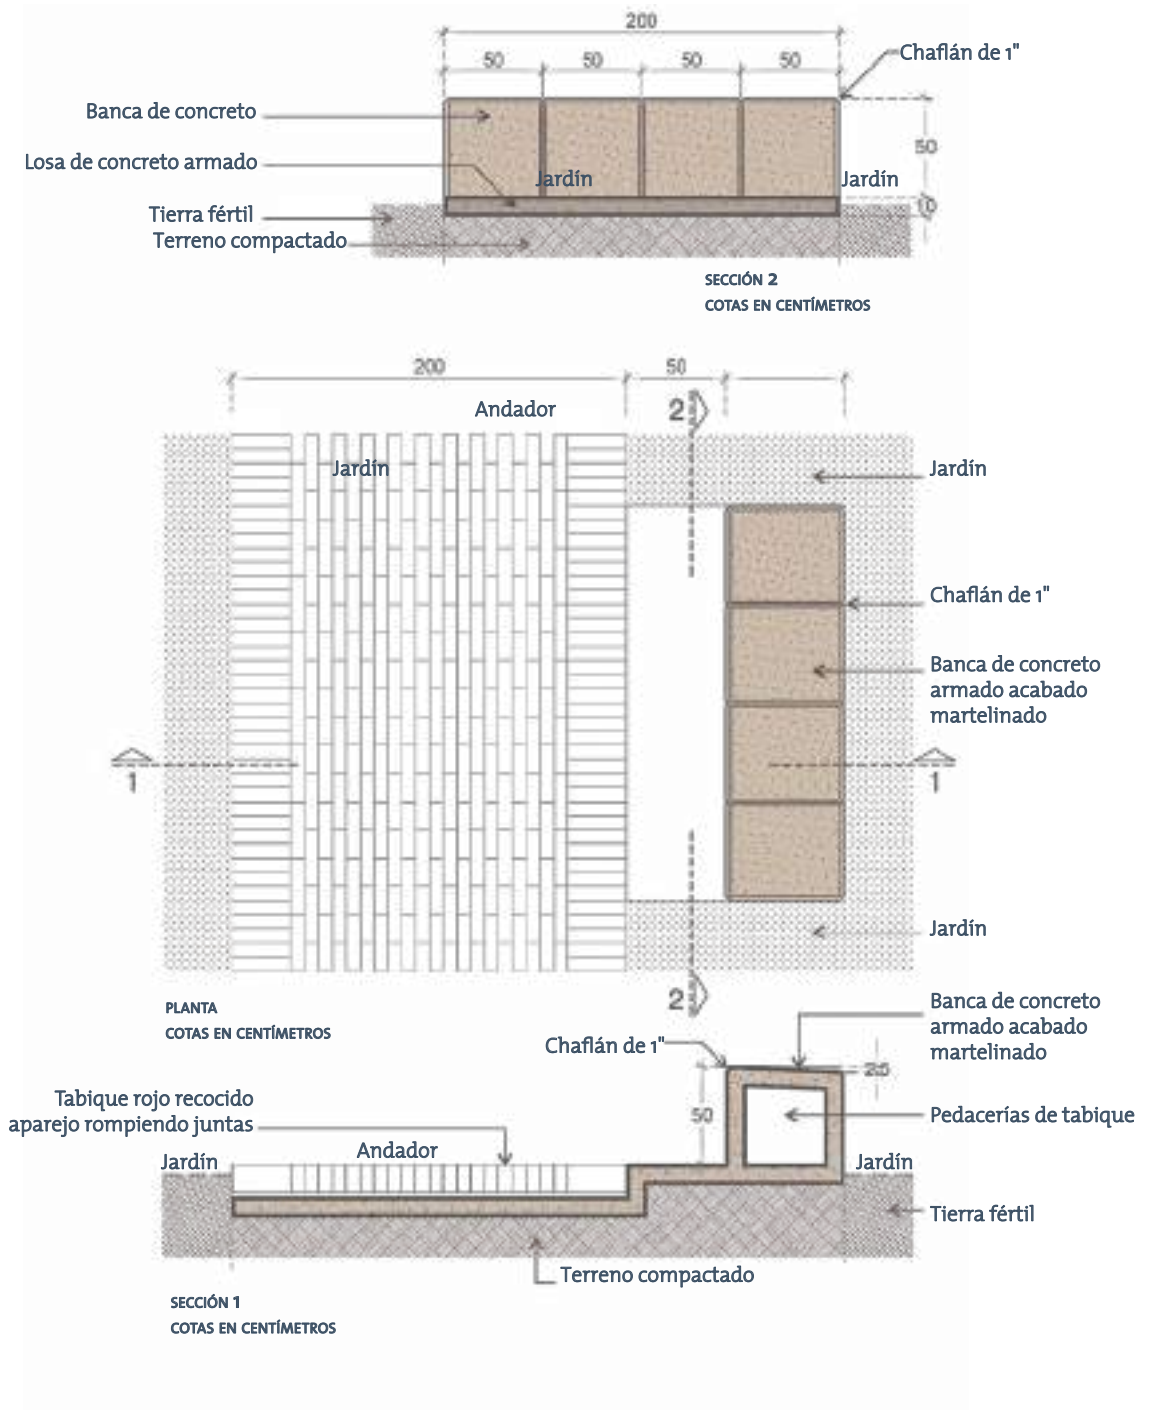 200
50 50 50 50
Chaflán de 1"
Banca de concreto
50
Losa de concreto armado
Jardín
Jardín
10
Tierra fértil
Terreno compactado
SECCIÓN 2
COTAS EN CENTÍMETROS
200
50
Andador
2
Jardín
Jardín
Chaflán de 1"
Banca de concreto
armado acabado
martelinado
1
1
Jardín
2
PLANTA
COTAS EN CENTÍMETROS
Banca de concreto
armado acabado
martelinado
Chaflán de 1"
50
Tabique rojo recocido
aparejo rompiendo juntas
Pedacerías de tabique
Andador
Jardín
Jardín
Tierra fértil
Terreno compactado
SECCIÓN 1
COTAS EN CENTÍMETROS